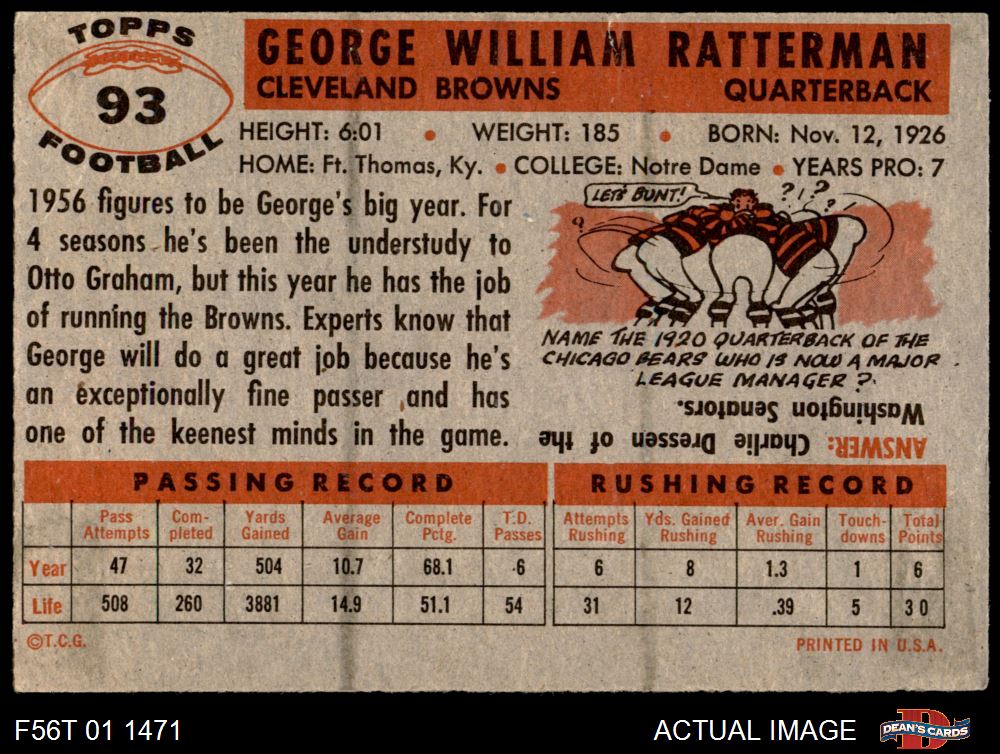 TOPPS
93
FOOTBALL
GEORGE WILLIAM RATTERMAN
CLEVELAND BROWNS QUARTERBACK
HEIGHT: 6:01 • WEIGHT: 185 • BORN: Nov. 12, 1926
HOME: Ft. Thomas, Ky. • COLLEGE: Notre Dame • YEARS PRO: 7
1956 figures to be George's big year. For
4 seasons he's been the understudy to
Otto Graham, but this year he has the job
of running the Browns. Experts know that
George will do a great job because he's
an exceptionally fine passer and has
one of the keenest minds in the game.
LET'S BUNT!
? ! ?
?
?
NAME THE 1920 QUARTERBACK OF THE
CHICAGO BEARS WHO IS NOW A MAJOR
LEAGUE MANAGER ?
ANSWER: Charlie Dressen of the
Washington Senators.
PASSING RECORD
Pass Attempts Com-pleted Yards Gained Average Gain Complete Pctg. T.D. Passes
Year 47 32 504 10.7 68.1 6
Life 508 260 3881 14.9 51.1 54
RUSHING RECORD
Attempts Rushing Yds. Gained Rushing Aver. Gain Rushing Touch-downs Total Points
6 8 1.3 1 6
31 12 .39 5 30
©T.C.G. PRINTED IN U.S.A.
F56T 01 1471 ACTUAL IMAGE DEAN'S CARDS